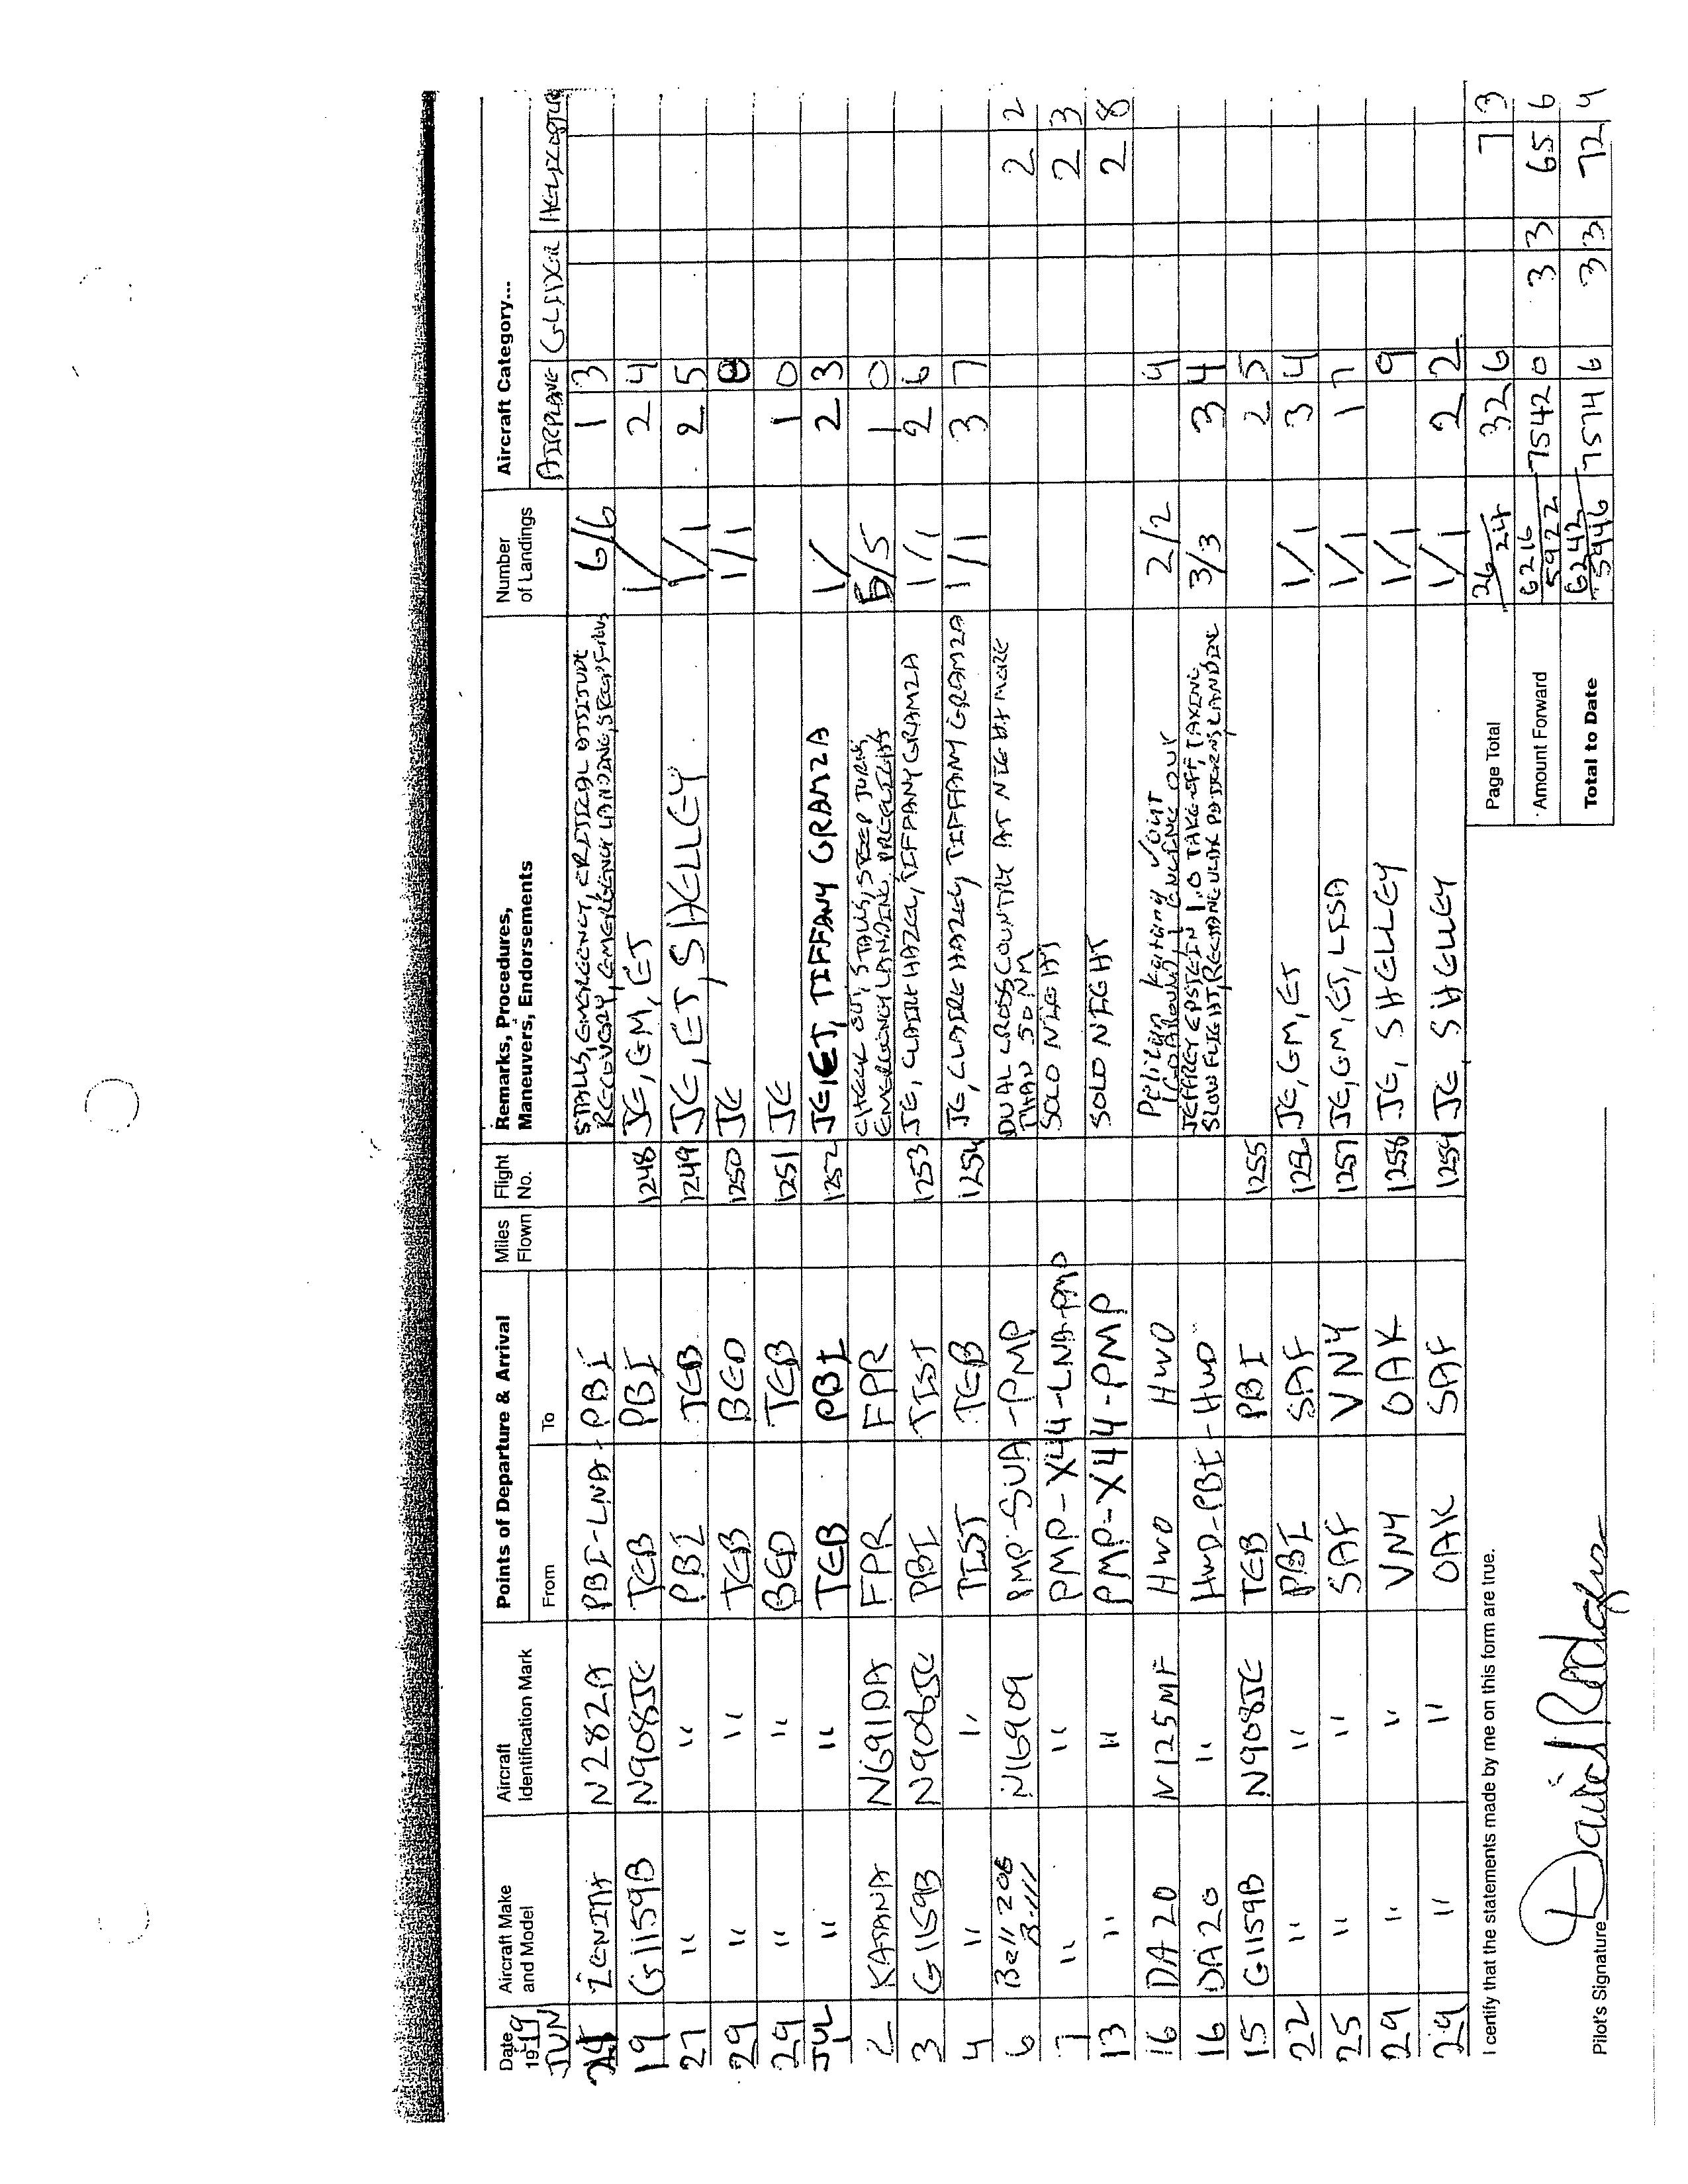 Date Aircraft Make and Model Aircraft Identification Mark Points of Departure & Arrival Miles Flown Flight No. Remarks, Procedures, Maneuvers, Endorsements Number of Landings Aircraft Category...
19 From To AIRPLANE GLIDER HELICOPTER
JUN
ZENITH N282A PBI-LNA-PBI STALLS, EMERGENCY, CRITICAL ATTITUDE 6/6 1 3
RECOVERY, EMERGENCY LANDING,
19 G1159B N908JE TEB PBI 1248 JE, GM, ET 1/ 2 4
27 " " PBI TEB 1249 JE, ET, SHELLEY 1/1 2 5
29 " " TEB BED 1250 JE 1/1 8
29 " " BED TEB 1251 JE 1 0
JUL 1 " " TEB PBI 1252 JE, ET, TIFFANY GRAMZA 1/ 2 3
2 KATANA N691DA FPR FPR CHECK OUT, STALLS, STEEP TURNS, 5/5 1 0
EMERGENCY LANDING, PREFLIGHT
3 G1159B N908JE PBI TIST 1253 JE, CLAIRE HAZEL, TIFFANY GRAMZA 1/1 2 6
4 " " TIST TEB 1254 JE, CLAIRE HAZEL, TIFFANY GRAMZA 1/1 3 7
6 Bell 206 N16909 PMP-SUA-PMP DUAL CROSS COUNTRY AT NIGHT MORE 2 2
B-III THAN 50 NM
7 " " PMP-X44-LNA-PMP SOLO NIGHT 2 3
13 " " PMP-X44-PMP SOLO NIGHT 2 8
16 DA20 N125MF HWO HWO 2/2 4
GO AROUND, ENGINE OUT
16 DA20 " HWO-PBI-HWO JEFFREY EPSTEIN 1.0 TAKE-OFF, TAXING, 3/3 3 4
SLOW FLIGHT, RECTANGULAR PATTERNS, LANDING
15 G1159B N908JE TEB PBI 1255 2 5
22 " " PBI SAF 1256 JE, GM, ET 1/1 3 4
25 " " SAF VNY 1257 JE, GM, ET, LISA 1/1 1 7
29 " " VNY OAK 1258 JE, SHELLEY 1/1 9
29 " " OAK SAF 1259 JE, SHELLEY 1/1 2 2
I certify that the statements made by me on this form are true.
Page Total 26/24 32 6 7 3
Amount Forward 6216/5922 7542 0 3 3 65 6
Total to Date 6242/5946 7574 6 3 3 72 4
Pilot's Signature David Rodgers